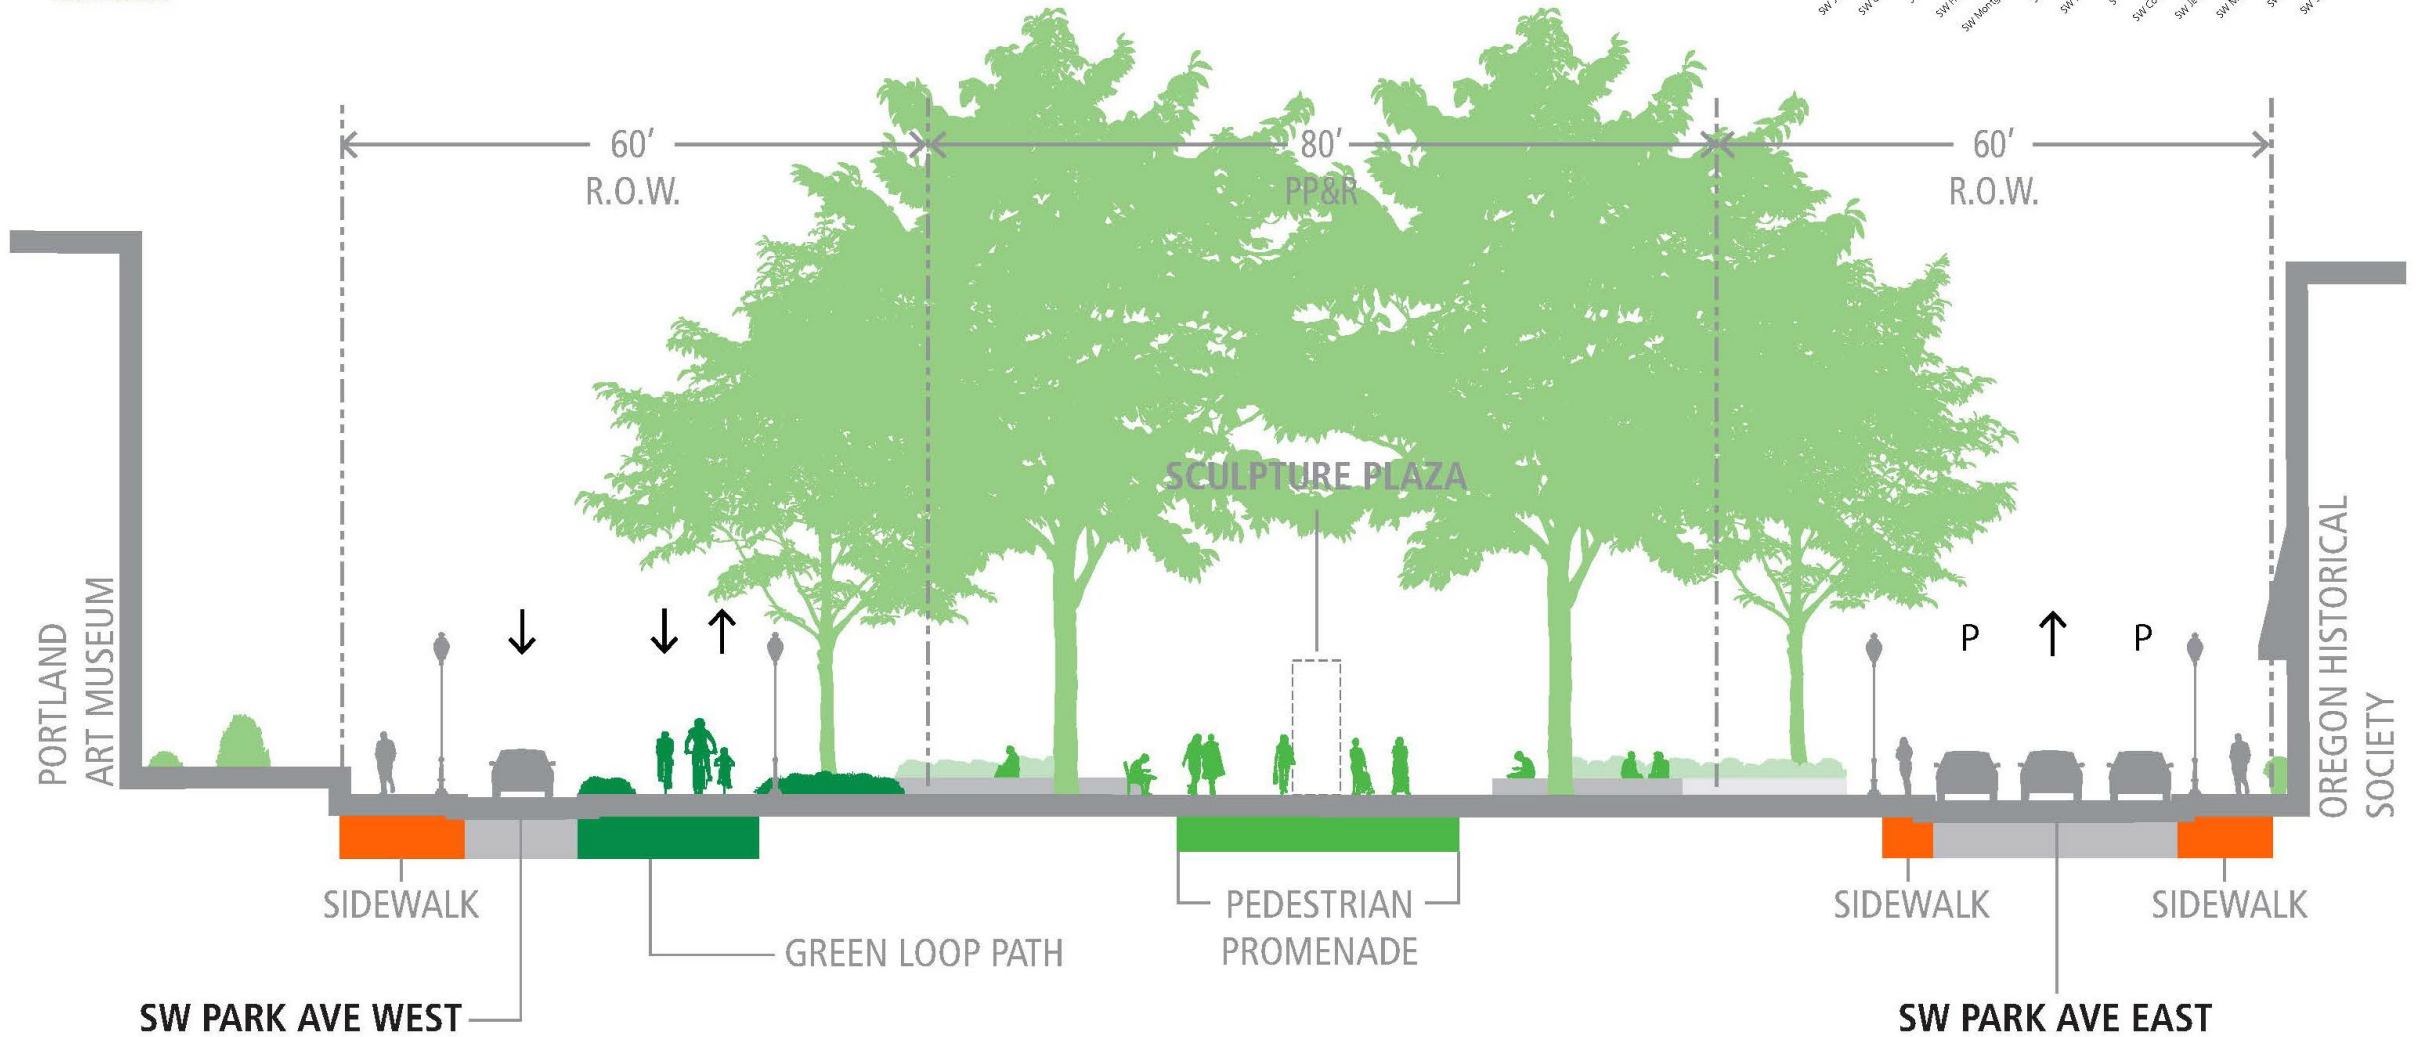 60′
R.O.W.
80′
PP&R
60′
R.O.W.
SCULPTURE PLAZA
PORTLAND
ART MUSEUM
P
P
OREGON HISTORICAL
SOCIETY
SIDEWALK
PEDESTRIAN
PROMENADE
SIDEWALK
SIDEWALK
GREEN LOOP PATH
SW PARK AVE WEST
SW PARK AVE EAST